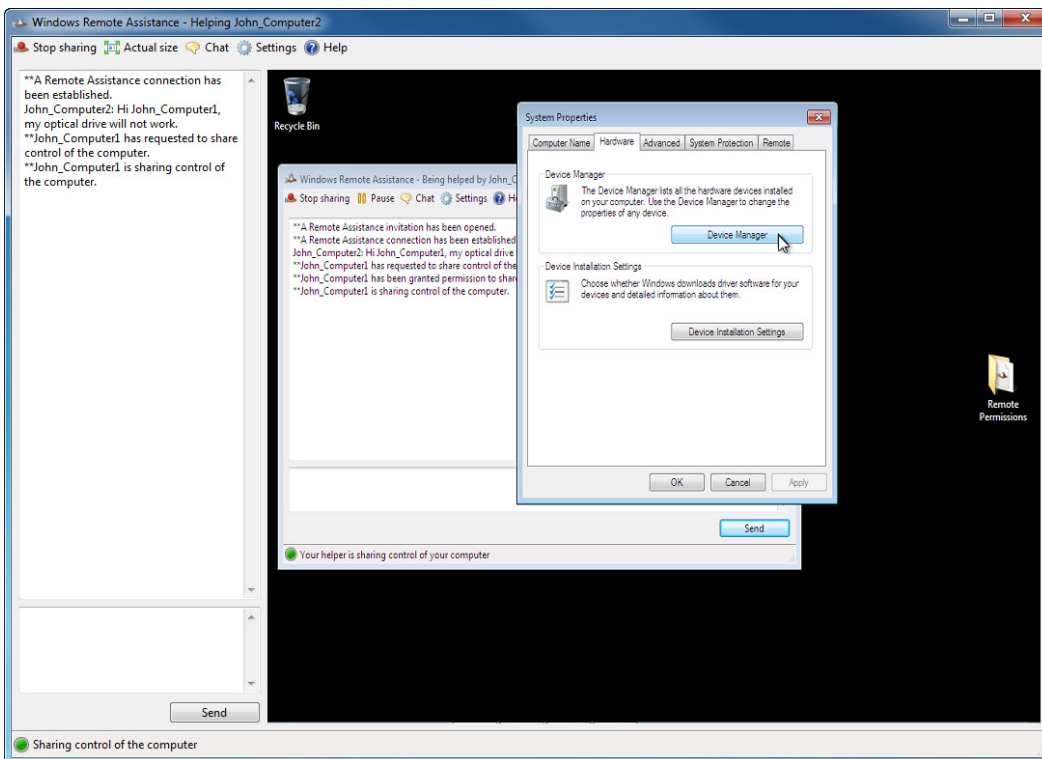 Windows Remote Assistance - Helping John_Computer2
Stop sharing Actual size Chat Settings Help
**A Remote Assistance connection has
been established.
John_Computer2: Hi John_Computer1,
my optical drive will not work.
**John_Computer1 has requested to share
control of the computer.
**John_Computer1 is sharing control of
the computer.
Send
Sharing control of the computer
Recycle Bin
Windows Remote Assistance - Being helped by John_C
Stop sharing Pause Chat Settings H
**A Remote Assistance invitation has been opened.
**A Remote Assistance connection has been established
John_Computer2: Hi John_Computer1, my optical drive
**John_Computer1 has requested to share control of the
**John_Computer1 has been granted permission to shar
**John_Computer1 is sharing control of the computer.
Send
Your helper is sharing control of your computer
System Properties
Computer Name Hardware Advanced System Protection Remote
Device Manager
The Device Manager lists all the hardware devices installed
on your computer. Use the Device Manager to change the
properties of any device.
Device Manager
Device Installation Settings
Choose whether Windows downloads driver software for your
devices and detailed information about them.
Device Installation Settings
OK Cancel Apply
Remote
Permissions